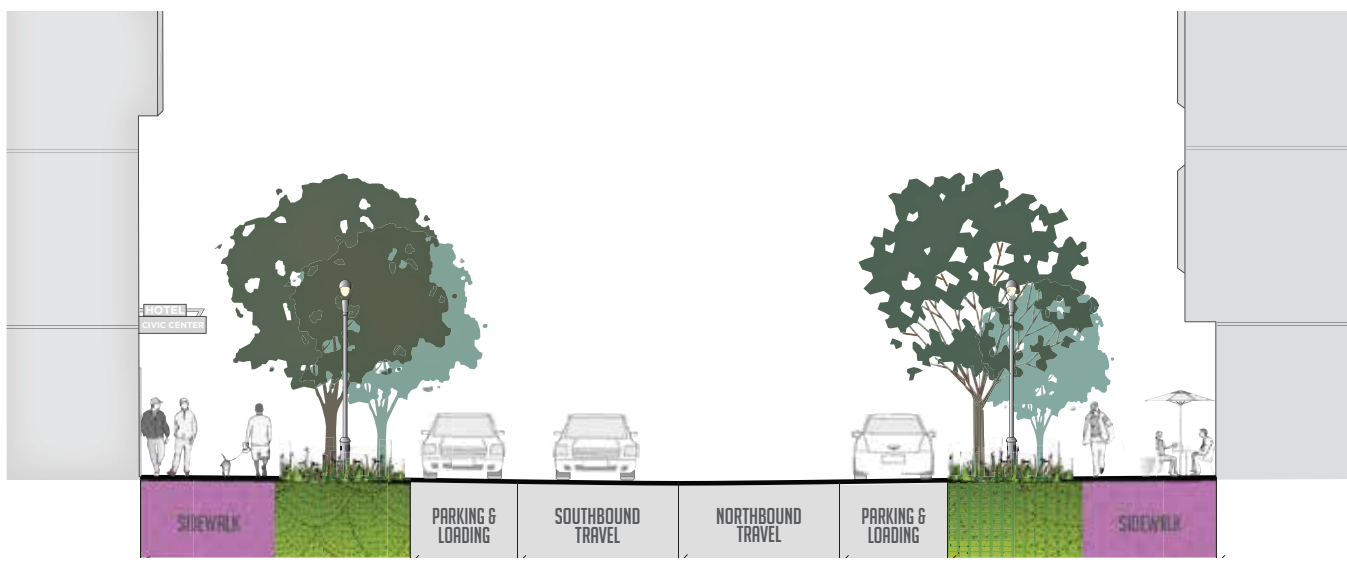 HOTEL
CIVIC CENTER
SIDEWALK
PARKING &
LOADING
SOUTHBOUND
TRAVEL
NORTHBOUND
TRAVEL
PARKING &
LOADING
SIDEWALK